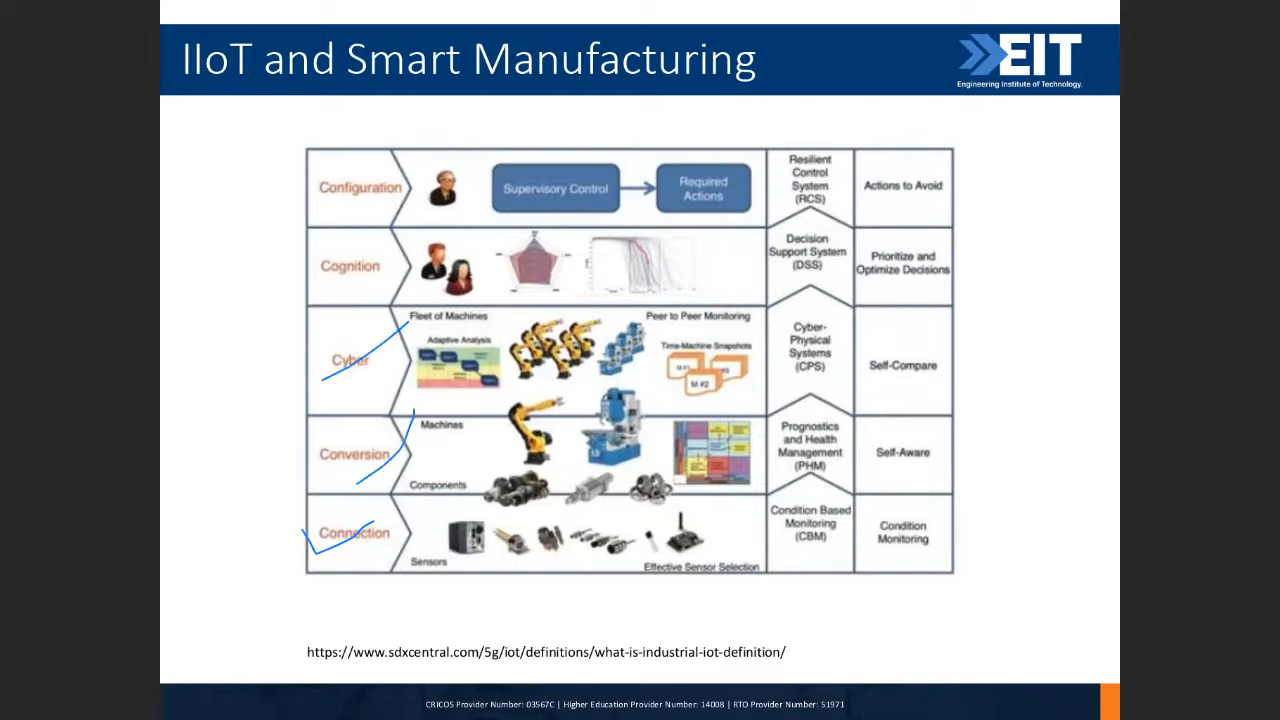 IIoT and Smart Manufacturing
EIT
Engineering Institute of Technology.
Configuration
Supervisory Control
Required
Actions
Resilient
Control
System
(RCS)
Actions to Avoid
Cognition
Decision
Support System
(DSS)
Prioritize and
Optimize Decisions
Cyber
Fleet of Machines
Peer to Peer Monitoring
Adaptive Analysis
Time-Machine Snapshots
M #2
Cyber-
Physical
Systems
(CPS)
Self-Compare
Conversion
Machines
Components
Prognostics
and Health
Management
(PHM)
Self-Aware
Connection
Sensors
Effective Sensor Selection
Condition Based
Monitoring
(CBM)
Condition
Monitoring
https://www.sdxcentral.com/5g/iot/definitions/what-is-industrial-iot-definition/
CRICOS Provider Number: 03567C | Higher Education Provider Number: 14008 | RTO Provider Number: 51971